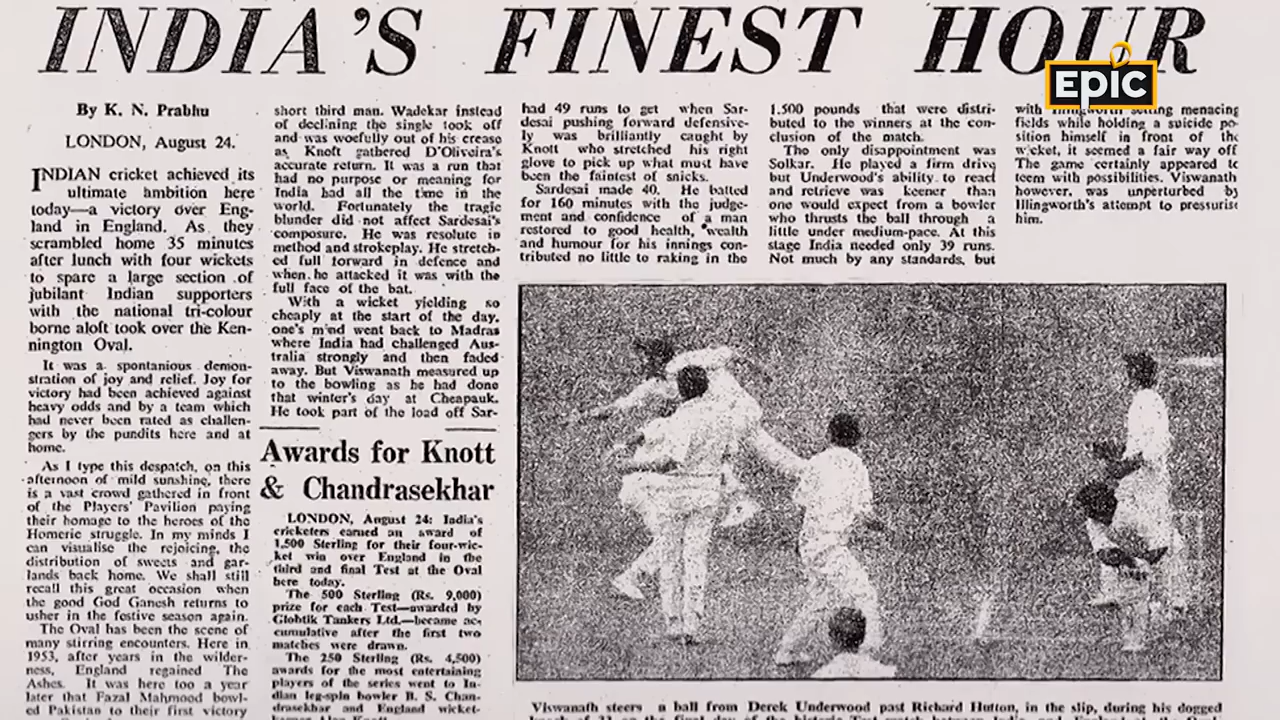 INDIA'S FINEST HOUR
EPIC
By K. N. Prabhu
LONDON, August 24.
INDIAN cricket achieved its
ultimate ambition here
today—a victory over Eng-
land in England. As they
scrambled home 35 minutes
after lunch with four wickets
to spare a large section of
jubilant Indian supporters
with the national tri-colour
borne aloft took over the Ken-
nington Oval.
It was a spontanious demon-
stration of joy and relief. Joy for
victory had been achieved against
heavy odds and by a team which
had never been rated as challen-
gers by the pundits here and at
home.
As I type this despatch, on this
afternoon of mild sunshine, there
is a vast crowd gathered in front
of the Players' Pavilion paying
their homage to the heroes of the
Homeric struggle. In my minds I
can visualise the rejoicing, the
distribution of sweets and gar-
lands back home. We shall still
recall this great occasion when
the good God Ganesh returns to
usher in the festive season again.
The Oval has been the scene of
many stirring encounters. Here in
1953, after years in the wilder-
ness, England regained The
Ashes. It was here too a year
later that Fazal Mahmood bowl-
ed Pakistan to their first victory
short third man. Wadekar instead
of declining the single took off
and was woefully out of his crease
as Knott gathered D'Oliveira's
accurate return. It was a run that
had no purpose or meaning for
India had all the time in the
world. Fortunately the tragic
blunder did not affect Sardesai's
composure. He was resolute in
method and strokeplay. He stretch-
ed full forward in defence and
when he attacked it was with the
full face of the bat.
With a wicket yielding so
cheaply at the start of the day,
one's mind went back to Madras
where India had challenged Aus-
tralia strongly and then faded
away. But Viswanath measured up
to the bowling as he had done
that winter's day at Cheapauk.
He took part of the load off Sar-
Awards for Knott
& Chandrasekhar
LONDON, August 24: India's
cricketers earned an award of
1,500 Sterling for their four-wic-
ket win over England in the
third and final Test at the Oval
here today.
The 500 Sterling (Rs. 9,000)
prize for each Test—awarded by
Globtik Tankers Ltd.—became ac-
cumulative after the first two
matches were drawn.
The 250 Sterling (Rs. 4,500)
awards for the most entertaining
players of the series went to In-
dian leg-spin bowler B. S. Chan-
drasekhar and England wicket-
had 49 runs to get when Sar-
desai pushing forward defensive-
ly was brilliantly caught by
Knott who stretched his right
glove to pick up what must have
been the faintest of snicks.
Sardesai made 40. He batted
for 160 minutes with the judge-
ment and confidence of a man
restored to good health, wealth
and humour for his innings con-
tributed no little to raking in the
1,500 pounds that were distri-
buted to the winners at the con-
clusion of the match.
The only disappointment was
Solkar. He played a firm drive
but Underwood's ability to react
and retrieve was keener than
one would expect from a bowler
who thrusts the ball through a
little under medium-pace. At this
stage India needed only 39 runs.
Not much by any standards, but
with Illingworth setting menacing
fields while holding a suicide po-
sition himself in front of the
wicket, it seemed a fair way off
The game certainly appeared to
teem with possibilities. Viswanath
however, was unperturbed by
Illingworth's attempt to pressurise
him.
Viswanath steers a ball from Derek Underwood past Richard Hutton, in the slip, during his dogged